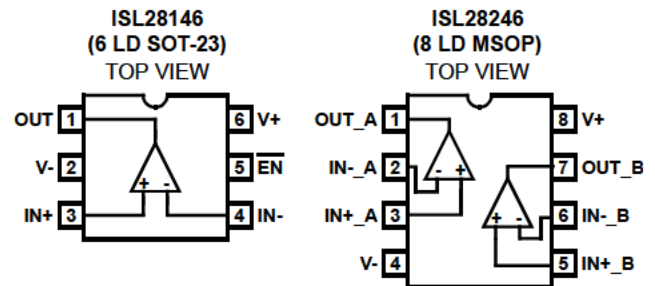 ISL28146
(6 LD SOT-23)
TOP VIEW
OUT 1
6 V+
V- 2
5 EN
IN+ 3
4 IN-
+ -
ISL28246
(8 LD MSOP)
TOP VIEW
OUT_A 1
8 V+
IN-_A 2
7 OUT_B
- +
IN+_A 3
6 IN-_B
+ -
V- 4
5 IN+_B